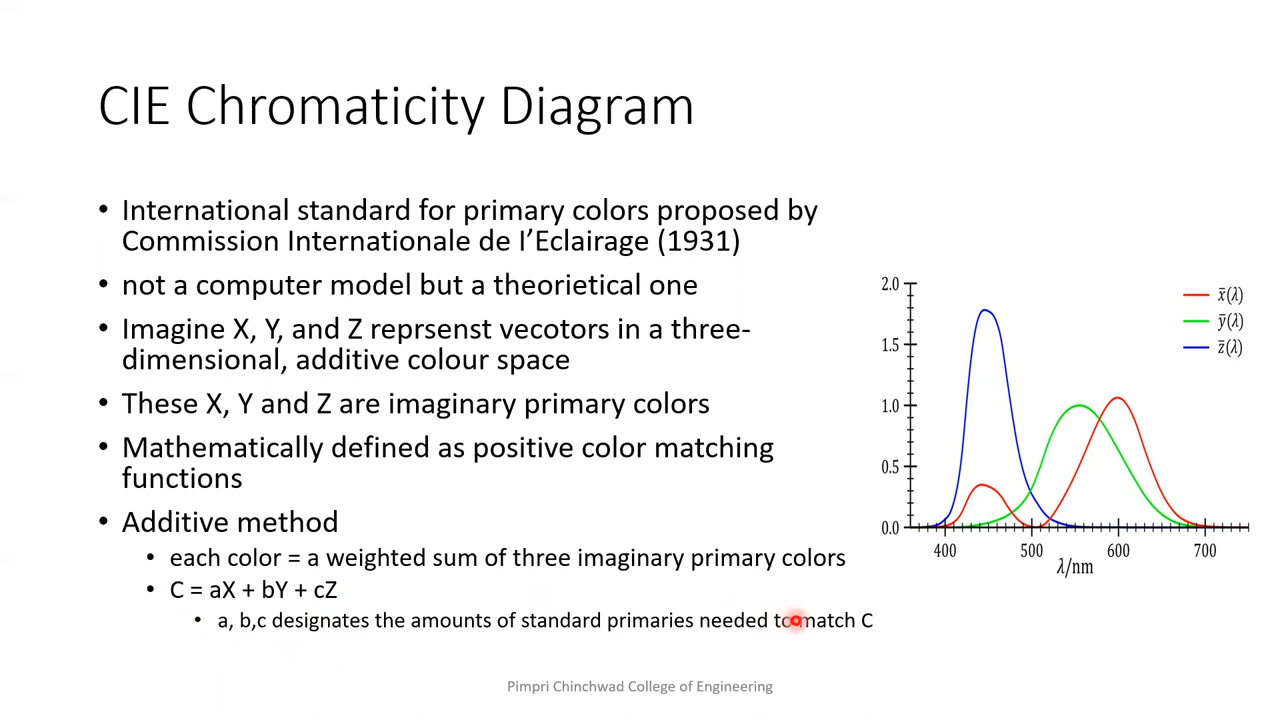 CIE Chromaticity Diagram
• International standard for primary colors proposed by
Commission Internationale de I’Eclairage (1931)
• not a computer model but a theorietical one
• Imagine X, Y, and Z reprsenst vecotors in a three-
dimensional, additive colour space
• These X, Y and Z are imaginary primary colors
• Mathematically defined as positive color matching
functions
• Additive method
• each color = a weighted sum of three imaginary primary colors
• C = aX + bY + cZ
• a, b,c designates the amounts of standard primaries needed to match C
2.0
1.5
1.0
0.5
0.0
400 500 600 700
λ/nm
x̄(λ)
ȳ(λ)
z̄(λ)
Pimpri Chinchwad College of Engineering